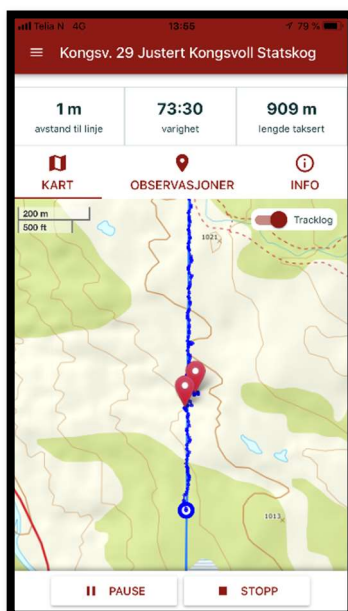 Telia N 4G 13:55 79 %
Kongsv. 29 Justert Kongsvoll Statskog
1 m 73:30 909 m
avstand til linje varighet lengde taksert
KART OBSERVASJONER INFO
200 m
500 ft
Tracklog
1021
1013
PAUSE STOPP